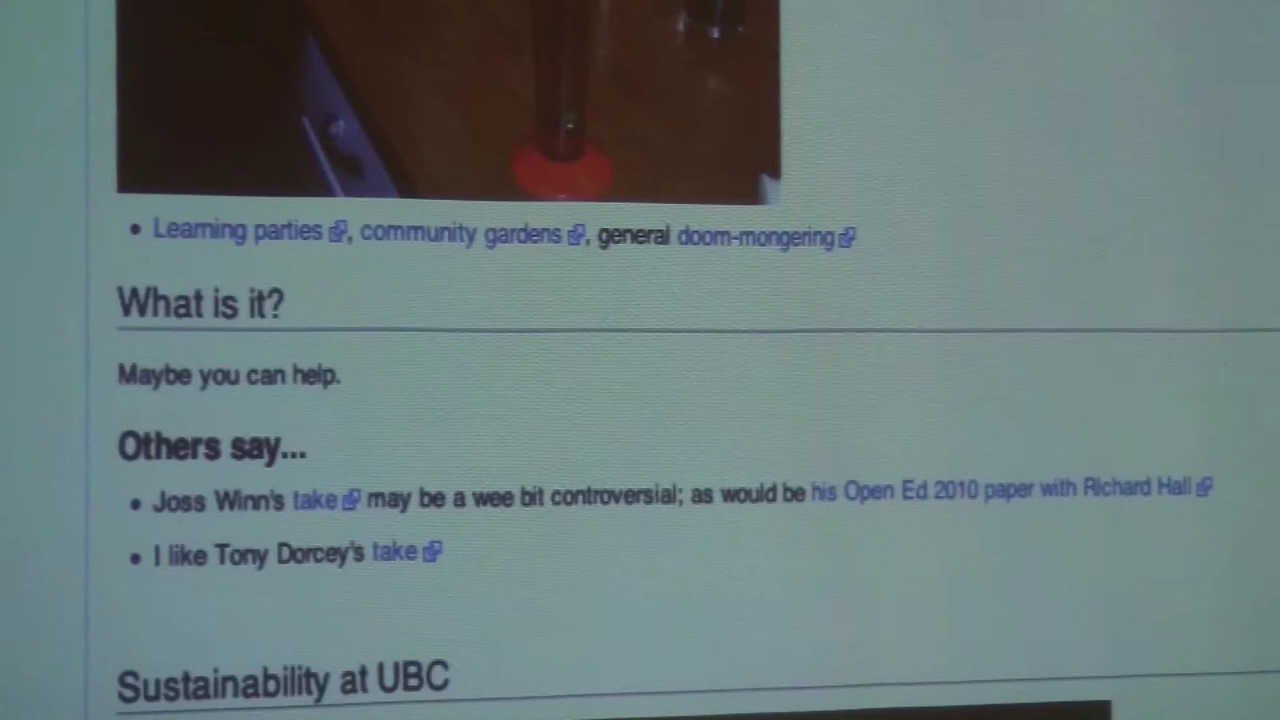 Learning parties, community gardens, general doom-mongering
What is it?
Maybe you can help.
Others say...
Joss Winn's take may be a wee bit controversial; as would be his Open Ed 2010 paper with Richard Hall
I like Tony Dorcey's take
Sustainability at UBC